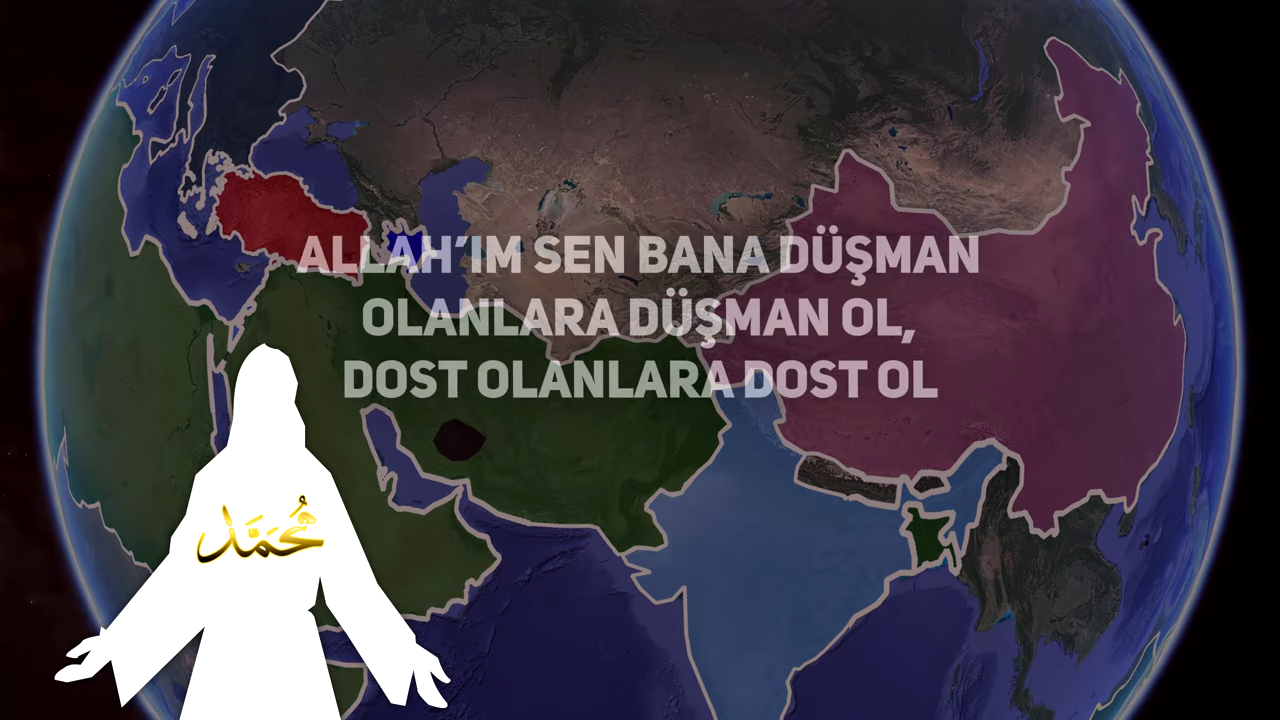 ALLAH'IM SEN BANA DÜŞMAN
OLANLARA DÜŞMAN OL,
DOST OLANLARA DOST OL
مُحَمَّد